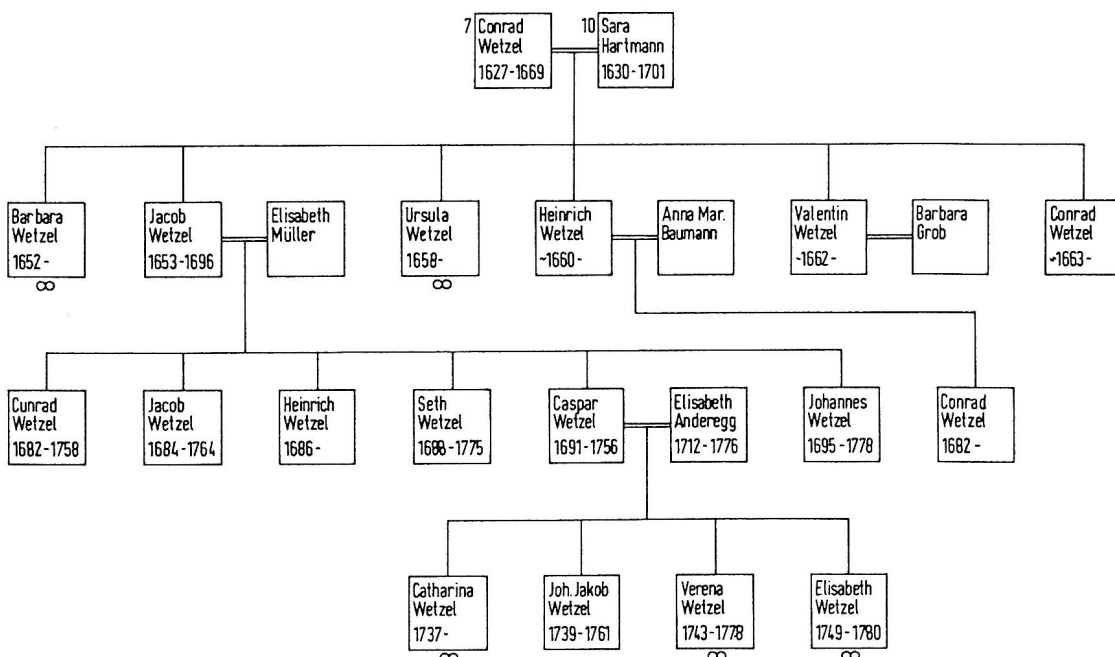 7 Conrad
Wetzel
1627-1669
10 Sara
Hartmann
1630-1701
Barbara
Wetzel
1652-
∞
Jacob
Wetzel
1653-1696
Elisabeth
Müller
Ursula
Wetzel
1658-
∞
Heinrich
Wetzel
~1660-
Anna Mar.
Baumann
Valentin
Wetzel
~1662-
Barbara
Grob
Conrad
Wetzel
~1663-
Cunrad
Wetzel
1682-1758
Jacob
Wetzel
1684-1764
Heinrich
Wetzel
1686-
Seth
Wetzel
1688-1775
Caspar
Wetzel
1691-1756
Elisabeth
Anderegg
1712-1776
Johannes
Wetzel
1695-1778
Conrad
Wetzel
1682-
Catharina
Wetzel
1737-
∞
Joh. Jakob
Wetzel
1739-1761
Verena
Wetzel
1743-1778
∞
Elisabeth
Wetzel
1749-1780
∞